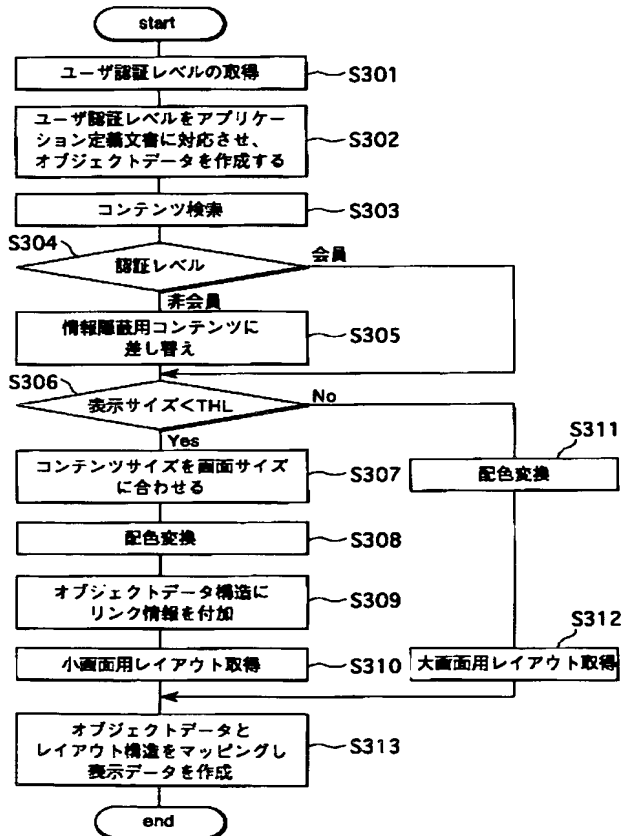 start
ユーザ認証レベルの取得
S301
ユーザ認証レベルをアプリケー
ション定義文書に対応させ、
オブジェクトデータを作成する
S302
コンテンツ検索
S303
S304
認証レベル
会員
非会員
情報隠蔽用コンテンツに
差し替え
S305
S306
表示サイズ<THL
No
Yes
S311
コンテンツサイズを画面サイズ
に合わせる
S307
配色変換
配色変換
S308
オブジェクトデータ構造に
リンク情報を付加
S309
S312
小画面用レイアウト取得
S310
大画面用レイアウト取得
オブジェクトデータと
レイアウト構造をマッピングし
表示データを作成
S313
end